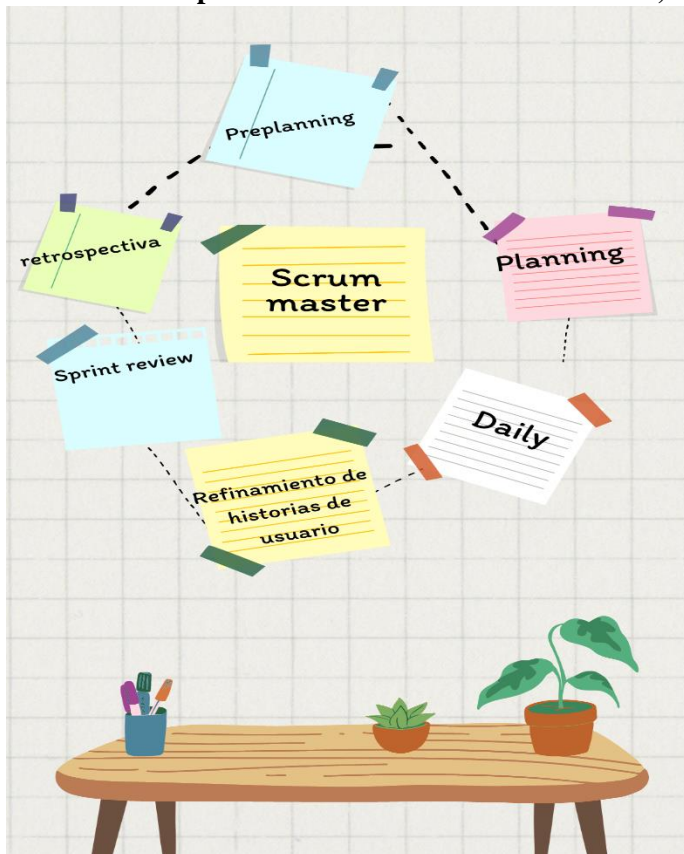 Preplanning
retrospectiva
Scrum
master
Planning
Sprint review
Daily
Refinamiento de
historias de
usuario